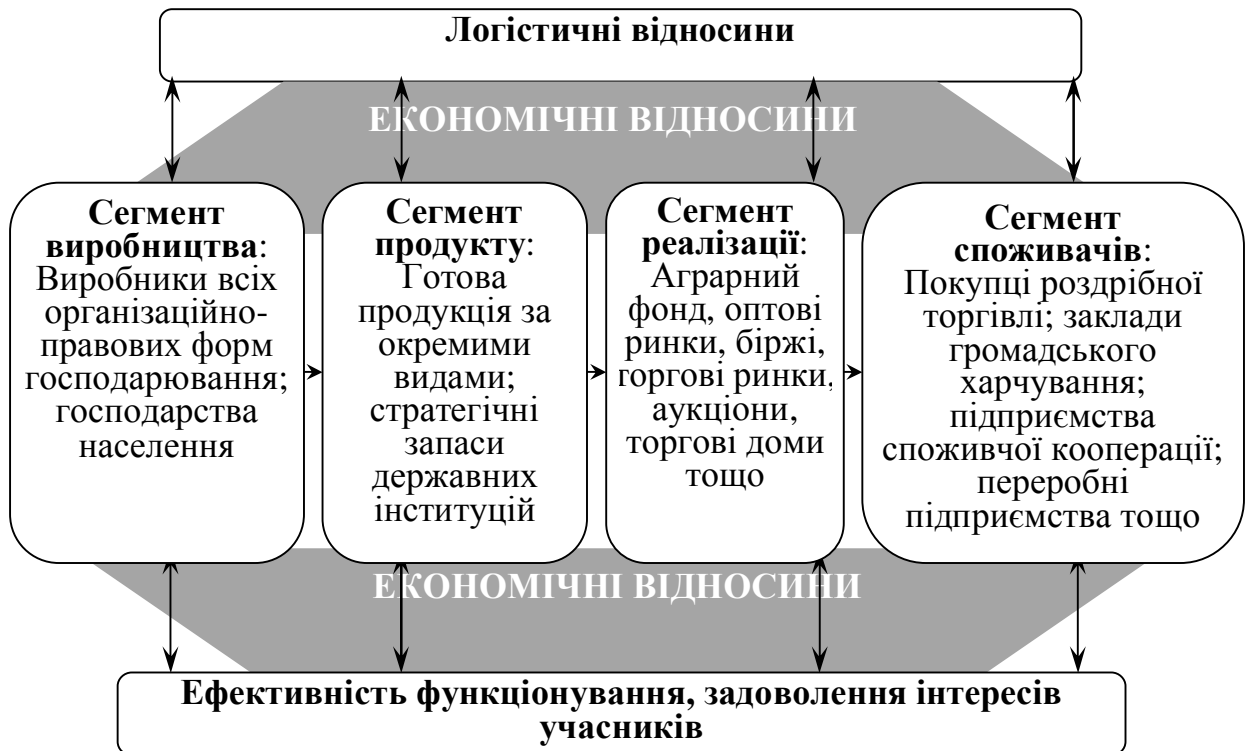 Логістичні відносини
ЕКОНОМІЧНІ ВІДНОСИНИ
Сегмент
виробництва:
Виробники всіх
організаційно-
правових форм
господарювання;
господарства
населення
Сегмент
продукту:
Готова
продукція за
окремими
видами;
стратегічні
запаси
державних
інституцій
Сегмент
реалізації:
Аграрний
фонд, оптові
ринки, біржі,
торгові ринки,
аукціони,
торгові доми
тощо
Сегмент
споживачів:
Покупці роздрібної
торгівлі; заклади
громадського
харчування;
підприємства
споживчої кооперації;
переробні
підприємства тощо
ЕКОНОМІЧНІ ВІДНОСИНИ
Ефективність функціонування, задоволення інтересів
учасників